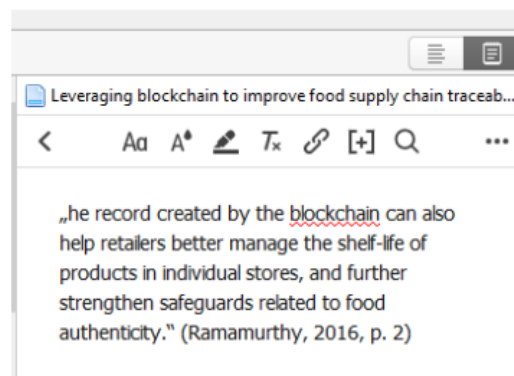 Leveraging blockchain to improve food supply chain traceab...
Aa A Tx [+] ...
„he record created by the blockchain can also
help retailers better manage the shelf-life of
products in individual stores, and further
strengthen safeguards related to food
authenticity.“ (Ramamurthy, 2016, p. 2)